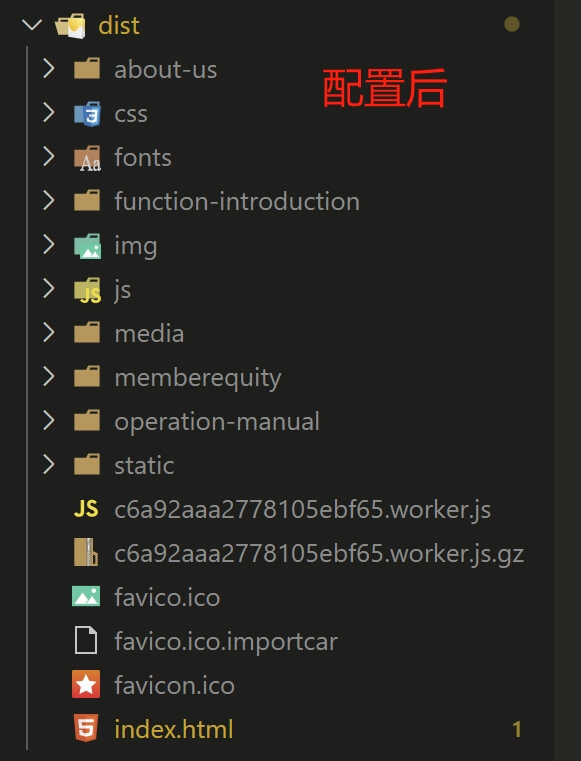 dist
about-us
配置后
css
fonts
function-introduction
img
js
media
memberequity
operation-manual
static
JS c6a92aaa2778105ebf65.worker.js
c6a92aaa2778105ebf65.worker.js.gz
favico.ico
favico.ico.importcar
favicon.ico
index.html 1